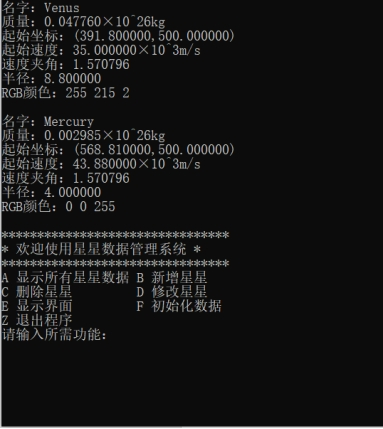 名字: Venus
质量: 0.047760×10^26kg
起始坐标: (391.800000,500.000000)
起始速度: 35.000000×10^3m/s
速度夹角: 1.570796
半径: 8.800000
RGB颜色: 255 215 2
名字: Mercury
质量: 0.002985×10^26kg
起始坐标: (568.810000,500.000000)
起始速度: 43.880000×10^3m/s
速度夹角: 1.570796
半径: 4.000000
RGB颜色: 0 0 255
********************************
* 欢迎使用星星数据管理系统 *
********************************
A 显示所有星星数据 B 新增星星
C 删除星星 D 修改星星
E 显示界面 F 初始化数据
Z 退出程序
请输入所需功能: